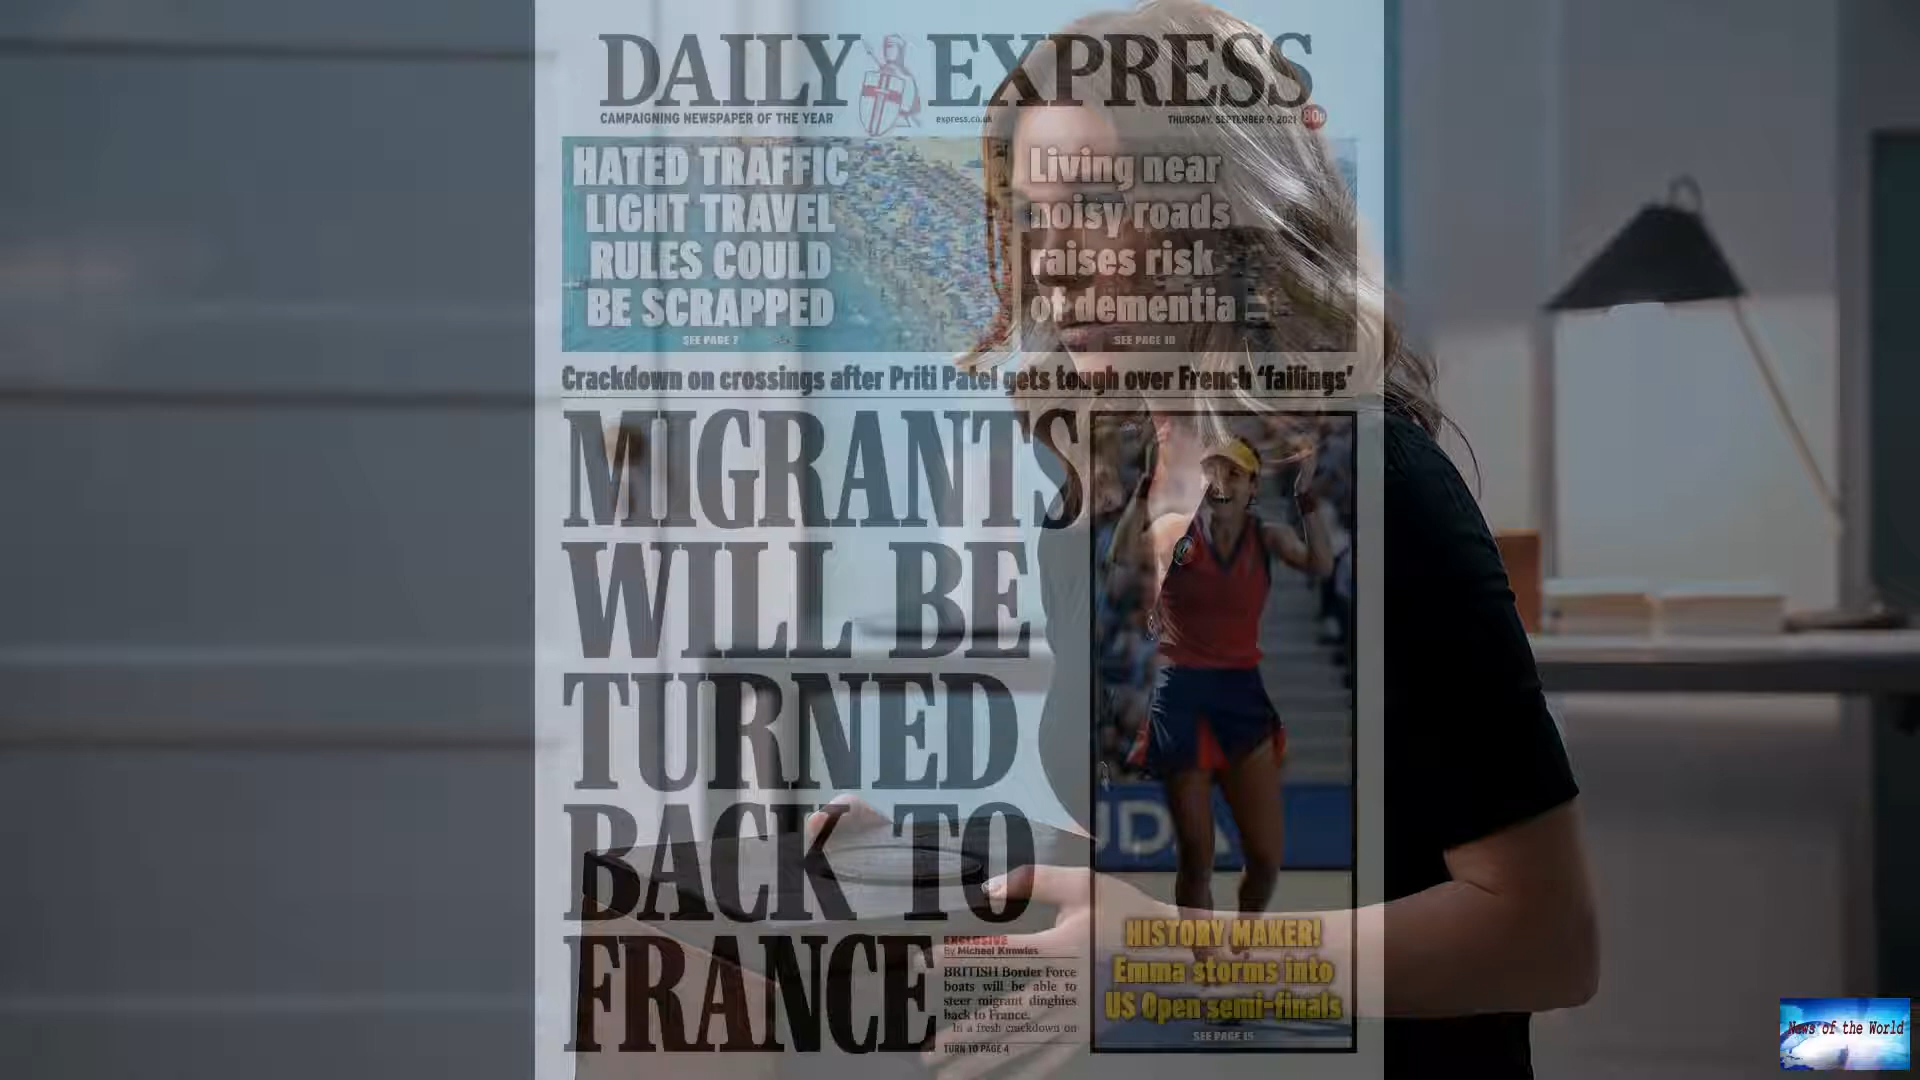 DAILY EXPRESS
CAMPAIGNING NEWSPAPER OF THE YEAR
express.co.uk
THURSDAY, SEPTEMBER 9, 2021
80p
HATED TRAFFIC
LIGHT TRAVEL
RULES COULD
BE SCRAPPED
SEE PAGE 7
Living near
noisy roads
raises risk
of dementia
SEE PAGE 10
Crackdown on crossings after Priti Patel gets tough over French ‘failings’
MIGRANTS
WILL BE
TURNED
BACK TO
FRANCE
EXCLUSIVE
By Michael Knowles
BRITISH Border Force
boats will be able to
steer migrant dinghies
back to France.
In a fresh crackdown on
TURN TO PAGE 4
UDA
HISTORY MAKER!
Emma storms into
US Open semi-finals
SEE PAGE 15
News of the World